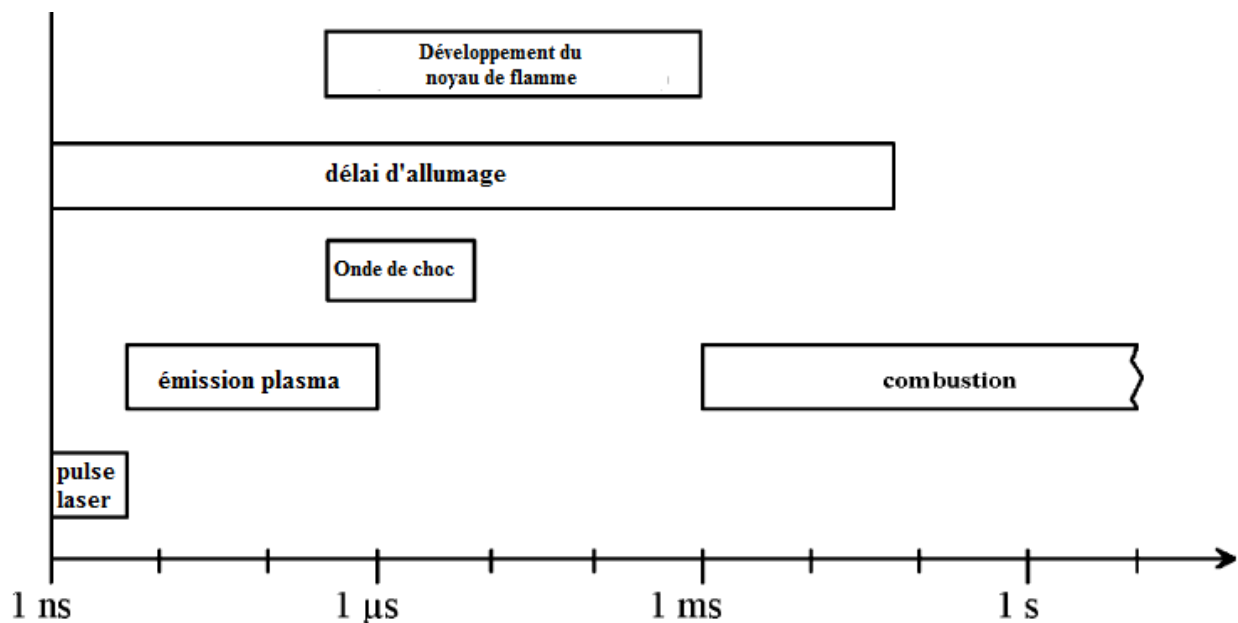 Développement du
noyau de flamme
délai d'allumage
Onde de choc
émission plasma
combustion
pulse
laser
1 ns
1 µs
1 ms
1 s